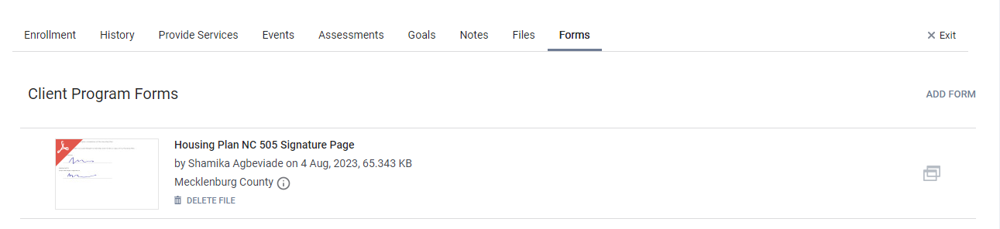 Enrollment History Provide Services Events Assessments Goals Notes Files Forms Exit
Client Program Forms
ADD FORM
Housing Plan NC 505 Signature Page
by Shamika Agbeviade on 4 Aug, 2023, 65.343 KB
Mecklenburg County
DELETE FILE